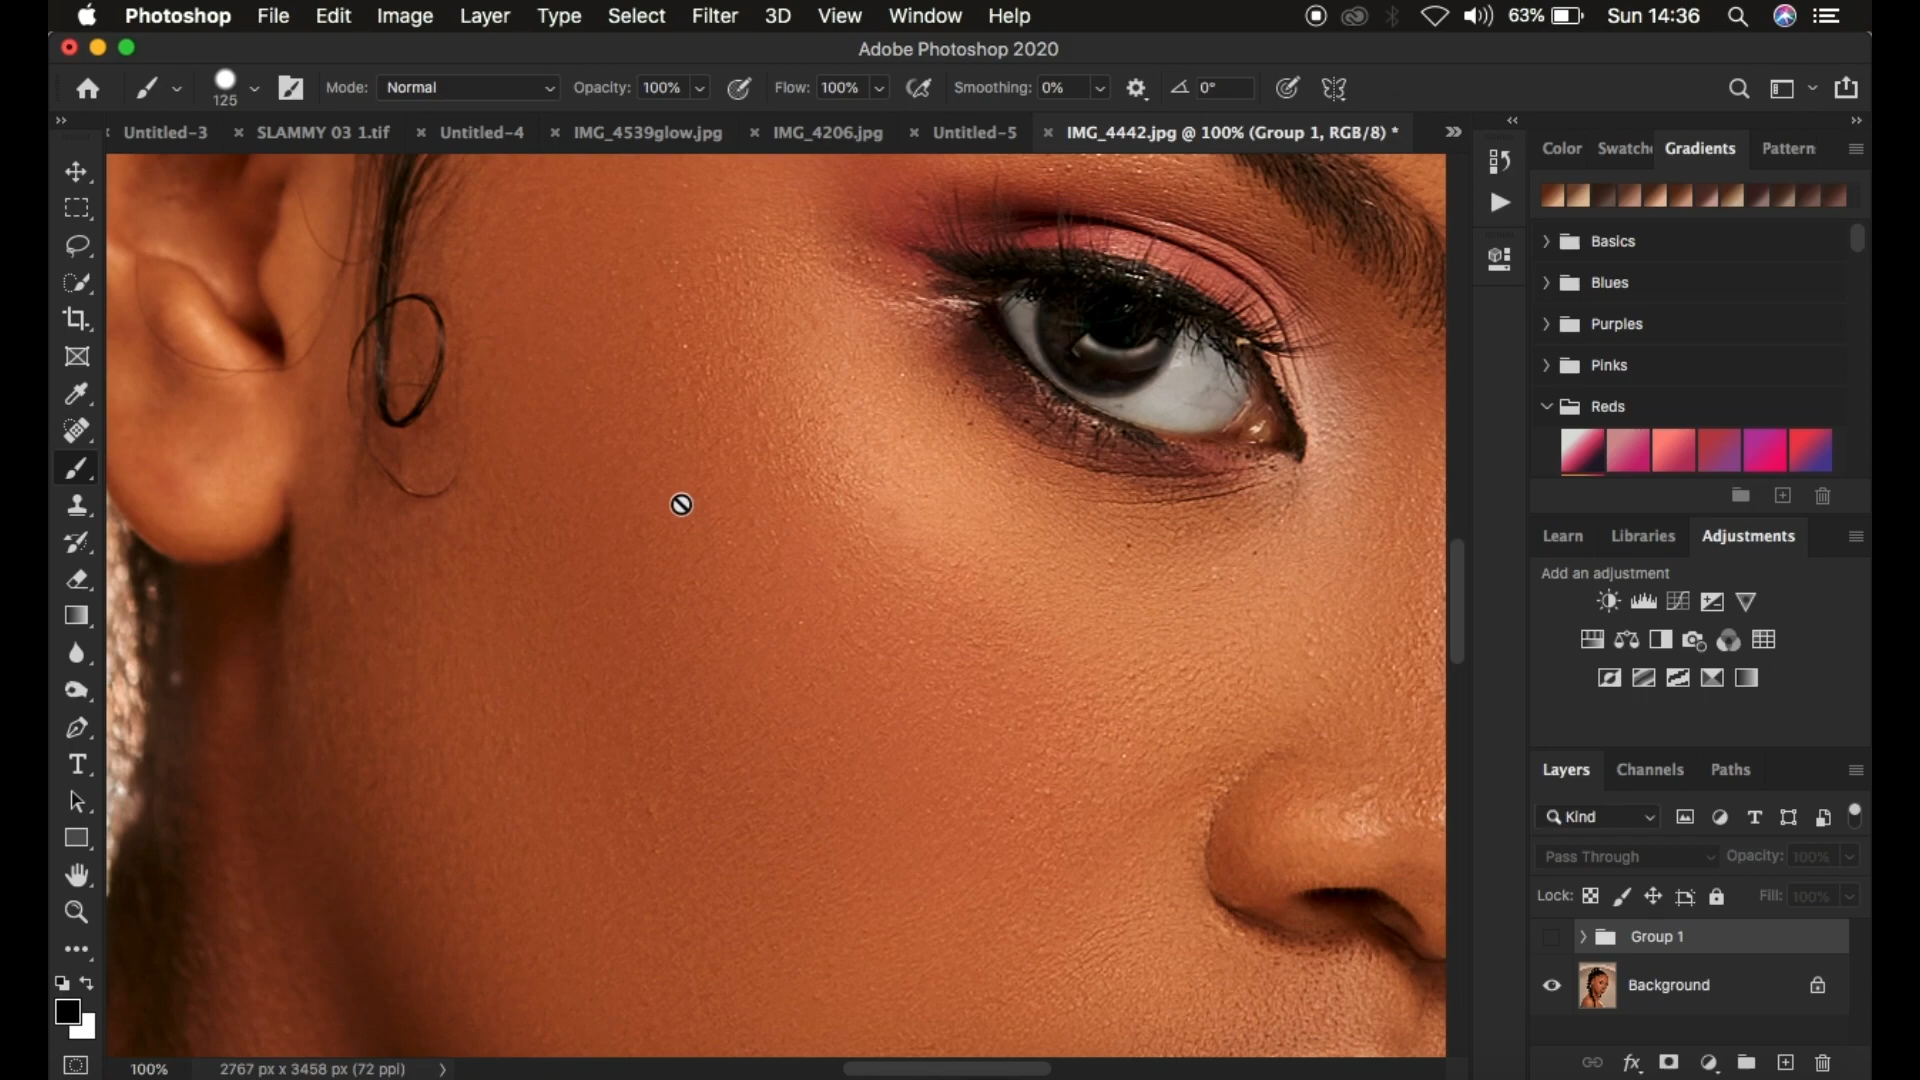 Photoshop File Edit Image Layer Type Select Filter 3D View Window Help 63% Sun 14:36
Adobe Photoshop 2020
125 Mode: Normal Opacity: 100% Flow: 100% Smoothing: 0% 0°
Untitled-3 SLAMMY 03 1.tif Untitled-4 IMG_4539glow.jpg IMG_4206.jpg Untitled-5 IMG_4442.jpg @ 100% (Group 1, RGB/8) *
Color Swatche Gradients Pattern
Basics
Blues
Purples
Pinks
Reds
Learn Libraries Adjustments
Add an adjustment
Layers Channels Paths
Kind
Pass Through Opacity: 100%
Lock: Fill: 100%
Group 1
Background
100% 2767 px x 3458 px (72 ppi)